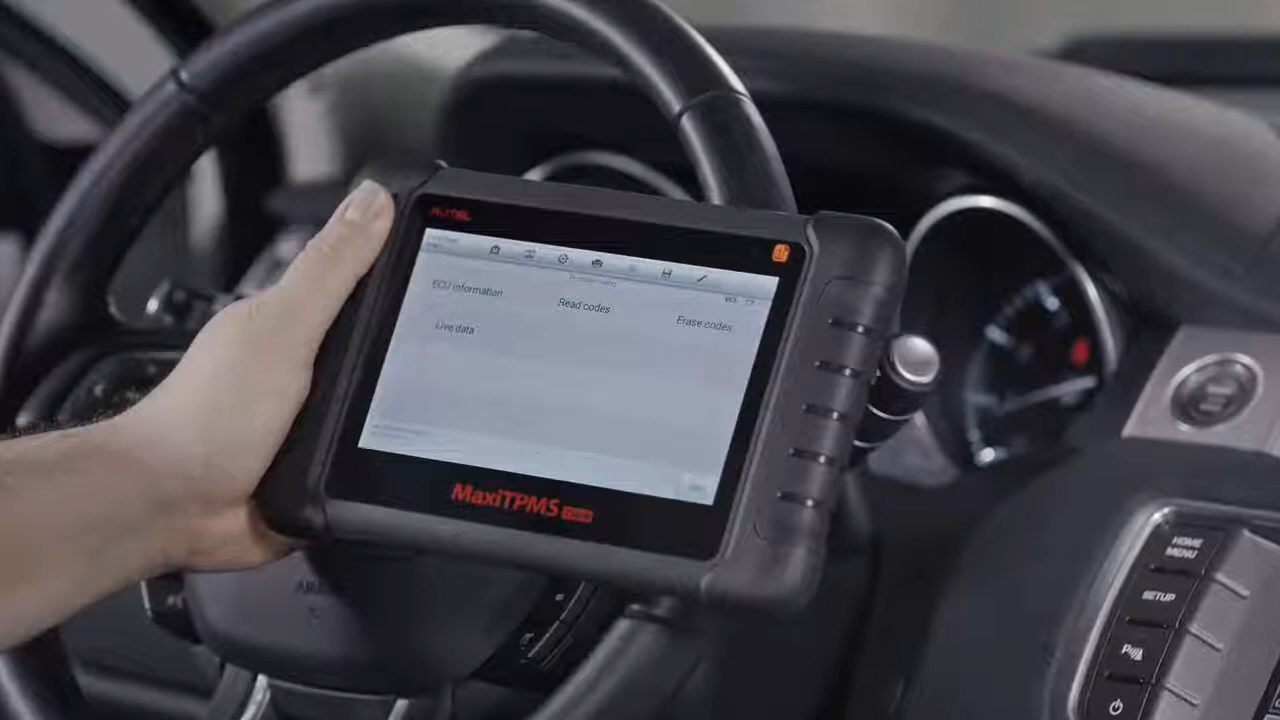 AUTEL
ECU information
Read codes
Erase codes
Live data
MaxiTPMS
HOME
MENU
SETUP
P